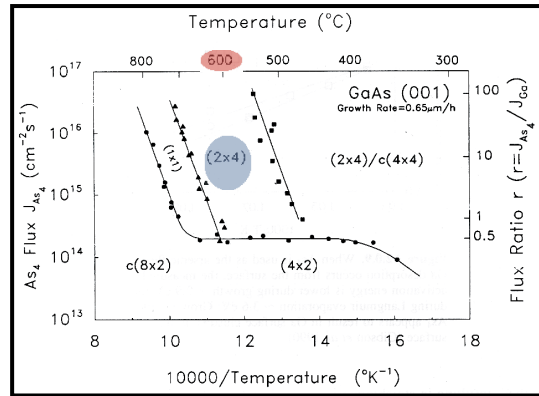 Temperature (°C)
800 600 500 400 300
10^17
10^16
10^15
10^14
10^13
As4 Flux JAs4 (cm^-2 s^-1)
GaAs (001)
Growth Rate=0.65μm/h
(1x1)
(2x4)
(2x4)/c(4x4)
c(8x2)
(4x2)
100
10
1
0.5
Flux Ratio r (r=JAs4/JGa)
8 10 12 14 16 18
10000/Temperature (°K^-1)